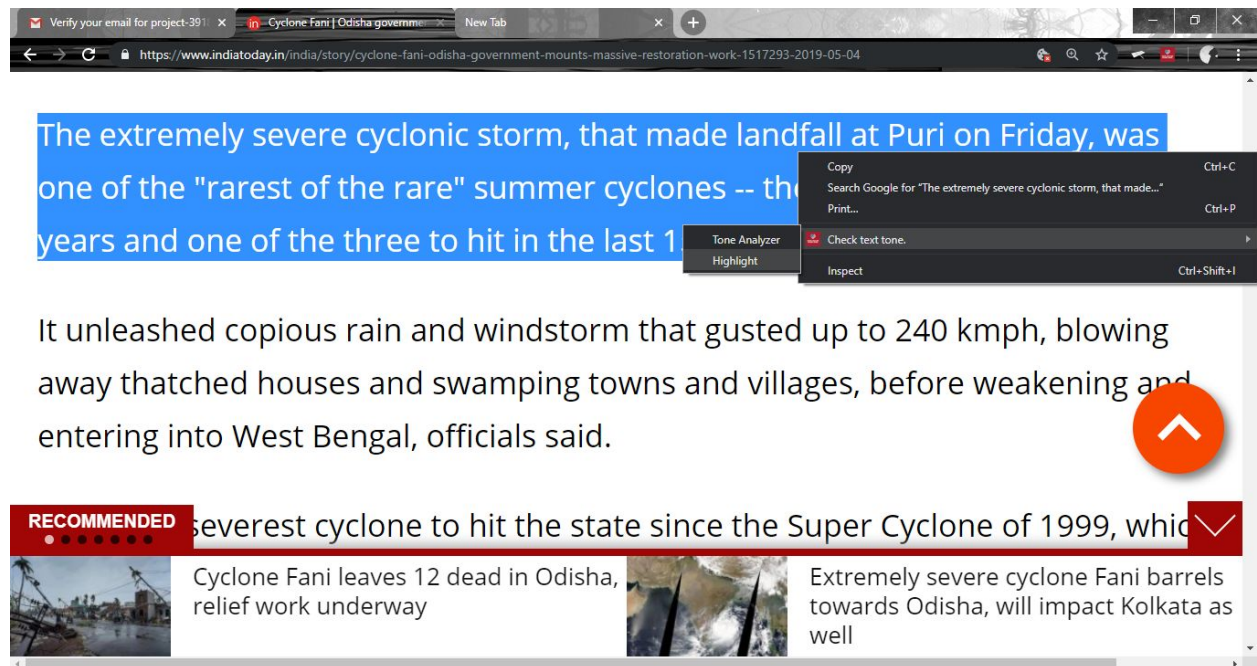 Verify your email for project-391
Cyclone Fani | Odisha governme
New Tab
https://www.indiatoday.in/india/story/cyclone-fani-odisha-government-mounts-massive-restoration-work-1517293-2019-05-04
The extremely severe cyclonic storm, that made landfall at Puri on Friday, was
one of the "rarest of the rare" summer cyclones -- the
years and one of the three to hit in the last 1
Copy Ctrl+C
Search Google for "The extremely severe cyclonic storm, that made..."
Print... Ctrl+P
Check text tone.
Inspect Ctrl+Shift+I
Tone Analyzer
Highlight
It unleashed copious rain and windstorm that gusted up to 240 kmph, blowing
away thatched houses and swamping towns and villages, before weakening and
entering into West Bengal, officials said.
severest cyclone to hit the state since the Super Cyclone of 1999, whic
RECOMMENDED
Cyclone Fani leaves 12 dead in Odisha,
relief work underway
Extremely severe cyclone Fani barrels
towards Odisha, will impact Kolkata as
well